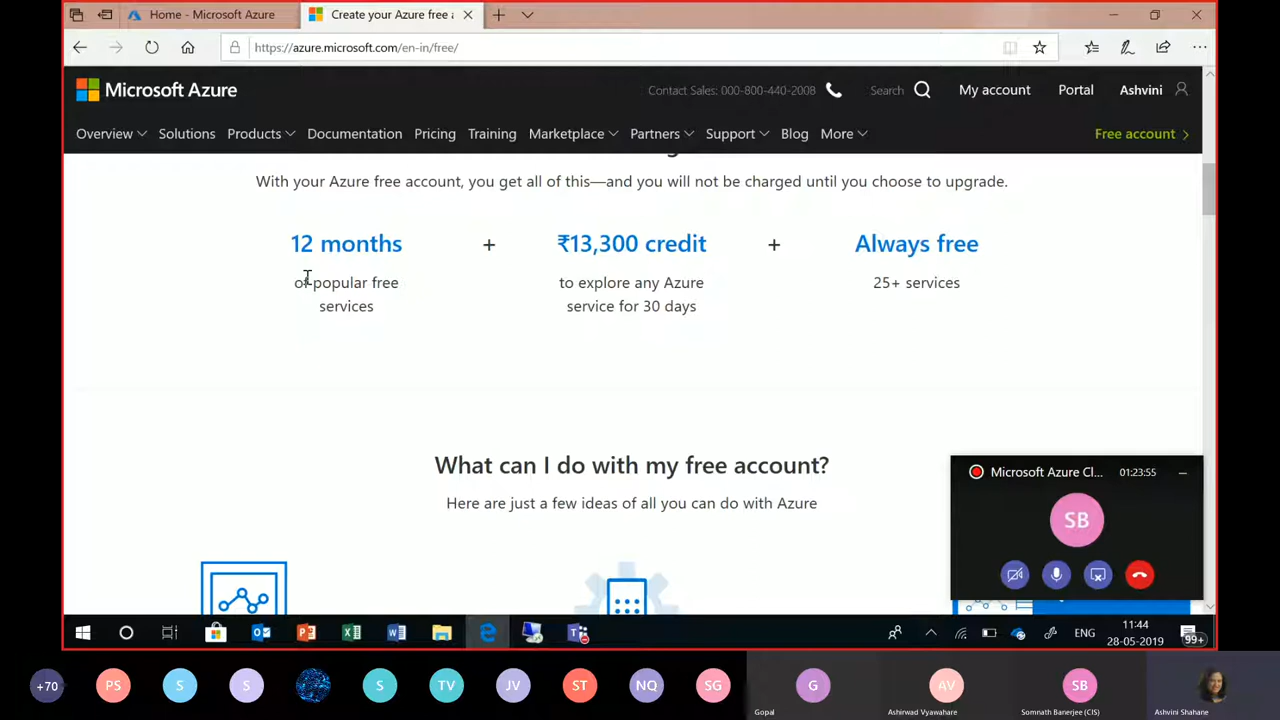 Home - Microsoft Azure
Create your Azure free a
https://azure.microsoft.com/en-in/free/
Microsoft Azure
Contact Sales: 000-800-440-2008
Search
My account
Portal
Ashvini
Overview
Solutions
Products
Documentation
Pricing
Training
Marketplace
Partners
Support
Blog
More
Free account
With your Azure free account, you get all of this—and you will not be charged until you choose to upgrade.
12 months
+
₹13,300 credit
+
Always free
of popular free
services
to explore any Azure
service for 30 days
25+ services
What can I do with my free account?
Here are just a few ideas of all you can do with Azure
Microsoft Azure Cl...
01:23:55
SB
ENG
11:44
28-05-2019
99+
+70
PS
S
S
S
TV
JV
ST
NQ
SG
G
Gopal
AV
Ashirwad Vyawahare
SB
Somnath Banerjee (CIS)
Ashvini Shahane